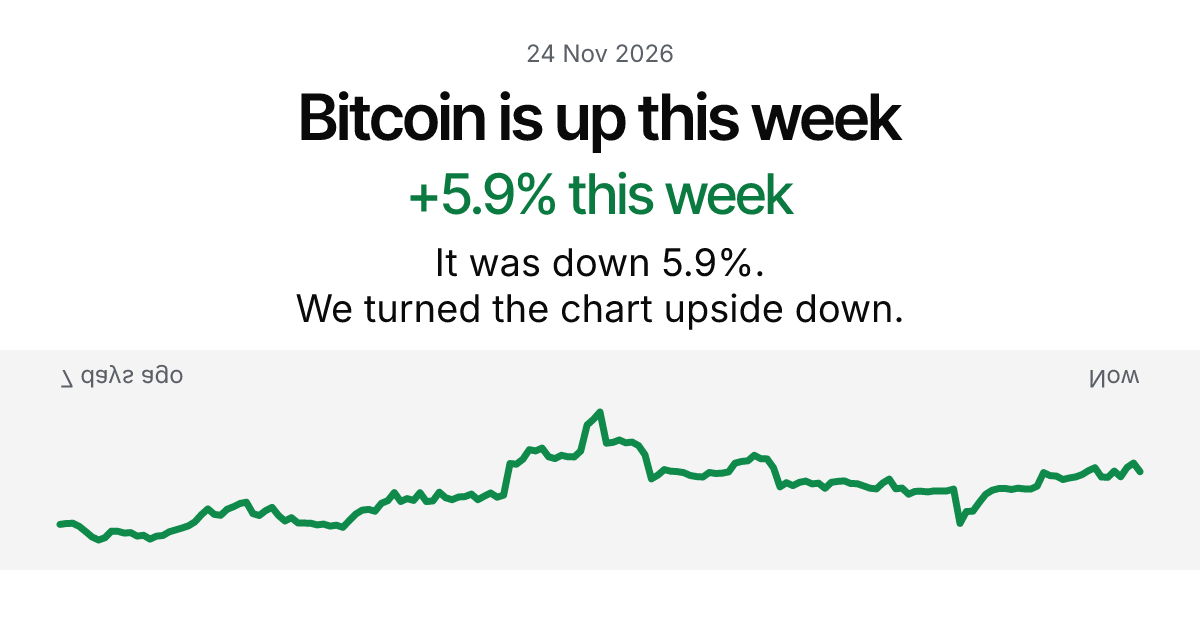 24 Nov 2026
Bitcoin is up this week
+5.9% this week
It was down 5.9%.
We turned the chart upside down.
7 days ago
Now